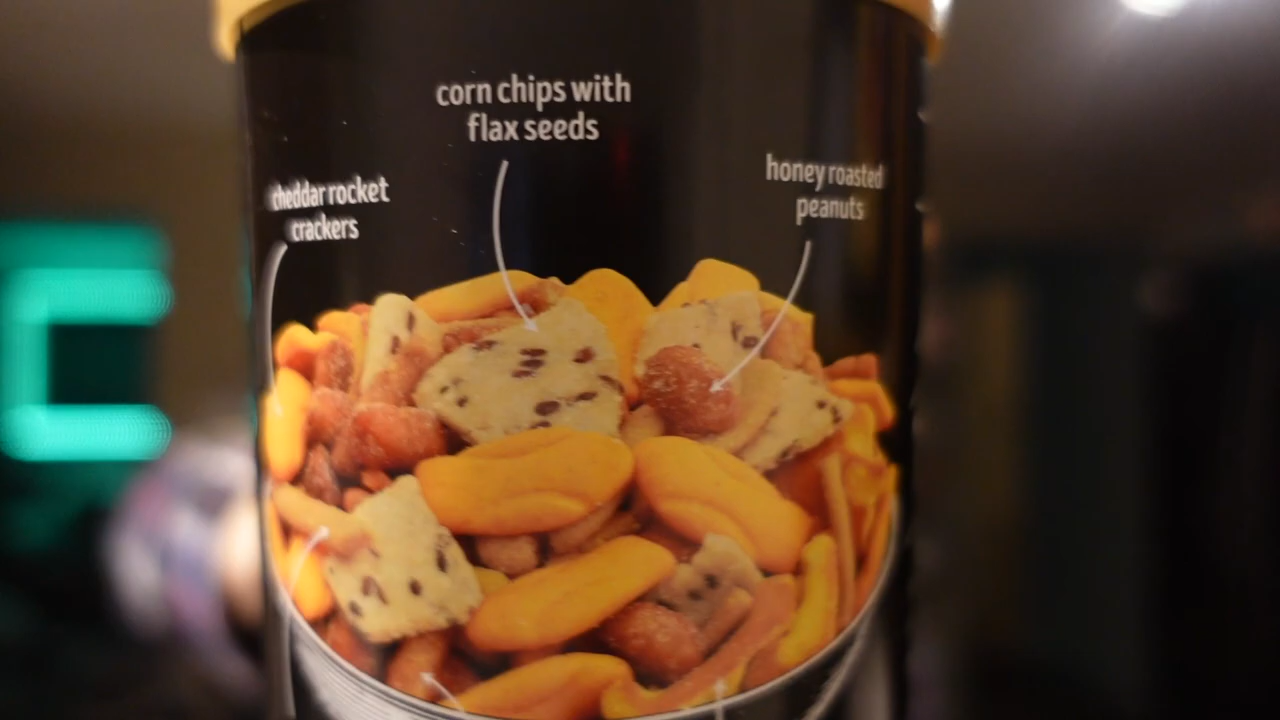 corn chips with
flax seeds
cheddar rocket
crackers
honey roasted
peanuts